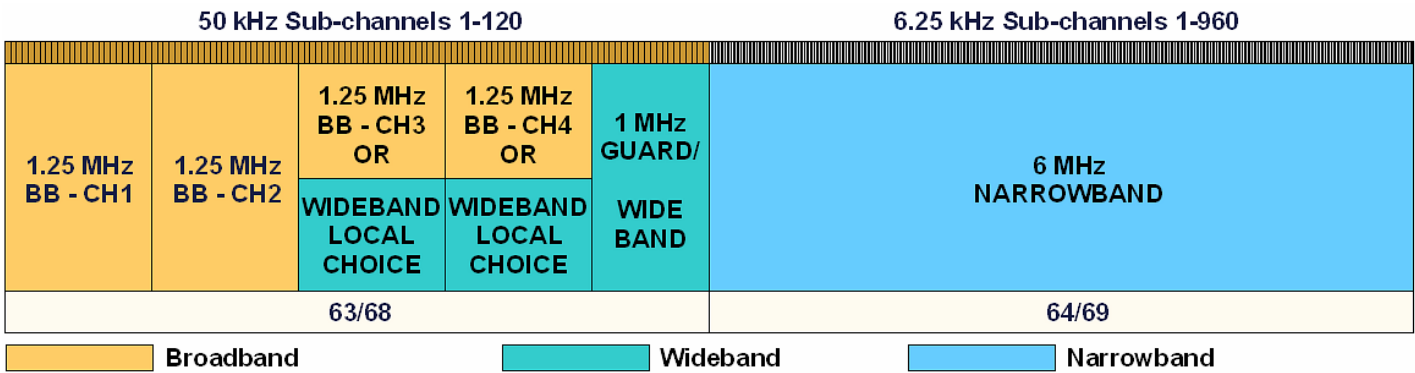 50 kHz Sub-channels 1-120
6.25 kHz Sub-channels 1-960
1.25 MHz
BB - CH1
1.25 MHz
BB - CH2
1.25 MHz
BB - CH3
OR
WIDEBAND
LOCAL
CHOICE
1.25 MHz
BB - CH4
OR
WIDEBAND
LOCAL
CHOICE
1 MHz
GUARD/
WIDE
BAND
6 MHz
NARROWBAND
63/68
64/69
Broadband
Wideband
Narrowband